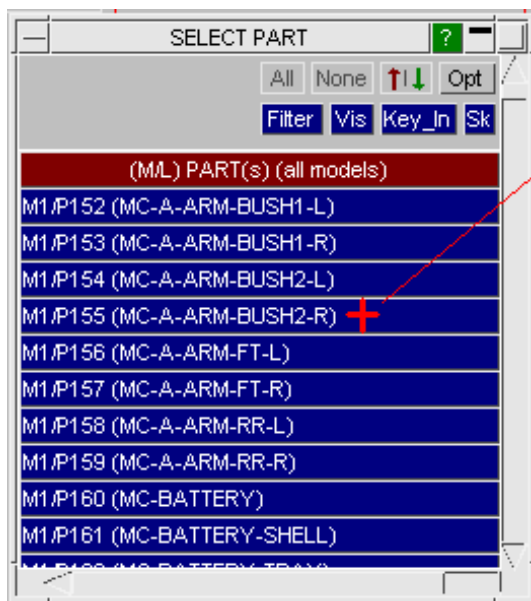 SELECT PART ?
All None Opt
Filter Vis Key_In Sk
(M/L) PART(s) (all models)
M1/P152 (MC-A-ARM-BUSH1-L)
M1/P153 (MC-A-ARM-BUSH1-R)
M1/P154 (MC-A-ARM-BUSH2-L)
M1/P155 (MC-A-ARM-BUSH2-R)
M1/P156 (MC-A-ARM-FT-L)
M1/P157 (MC-A-ARM-FT-R)
M1/P158 (MC-A-ARM-RR-L)
M1/P159 (MC-A-ARM-RR-R)
M1/P160 (MC-BATTERY)
M1/P161 (MC-BATTERY-SHELL)